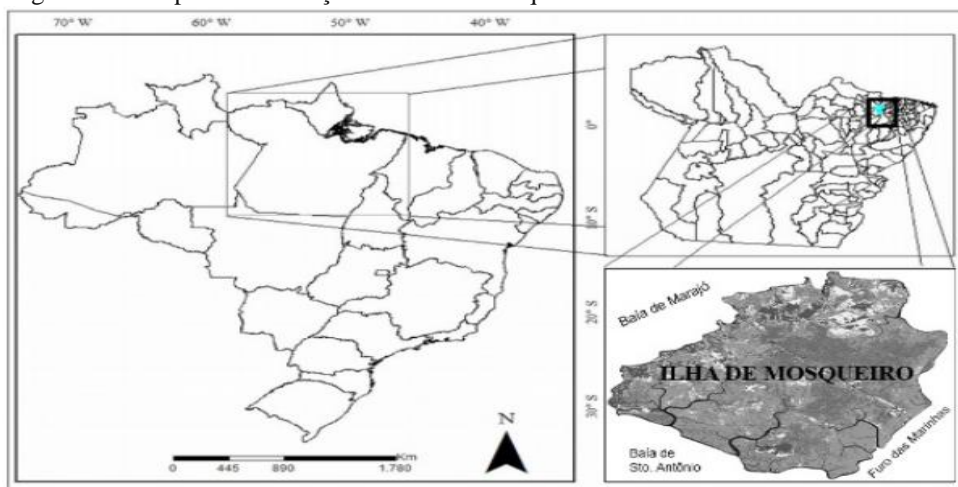 70° W 60° W 50° W 40° W
0°
10° S
20° S
30° S
N
Km
0 445 890 1.780
Baía de Marajó
ILHA DE MOSQUEIRO
Baía de
Sto. Antônio
Furo das Marinhas